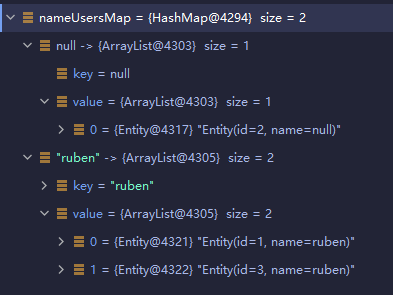 nameUsersMap = {HashMap@4294} size = 2
null -> {ArrayList@4303} size = 1
key = null
value = {ArrayList@4303} size = 1
0 = {Entity@4317} "Entity(id=2, name=null)"
"ruben" -> {ArrayList@4305} size = 2
key = "ruben"
value = {ArrayList@4305} size = 2
0 = {Entity@4321} "Entity(id=1, name=ruben)"
1 = {Entity@4322} "Entity(id=3, name=ruben)"